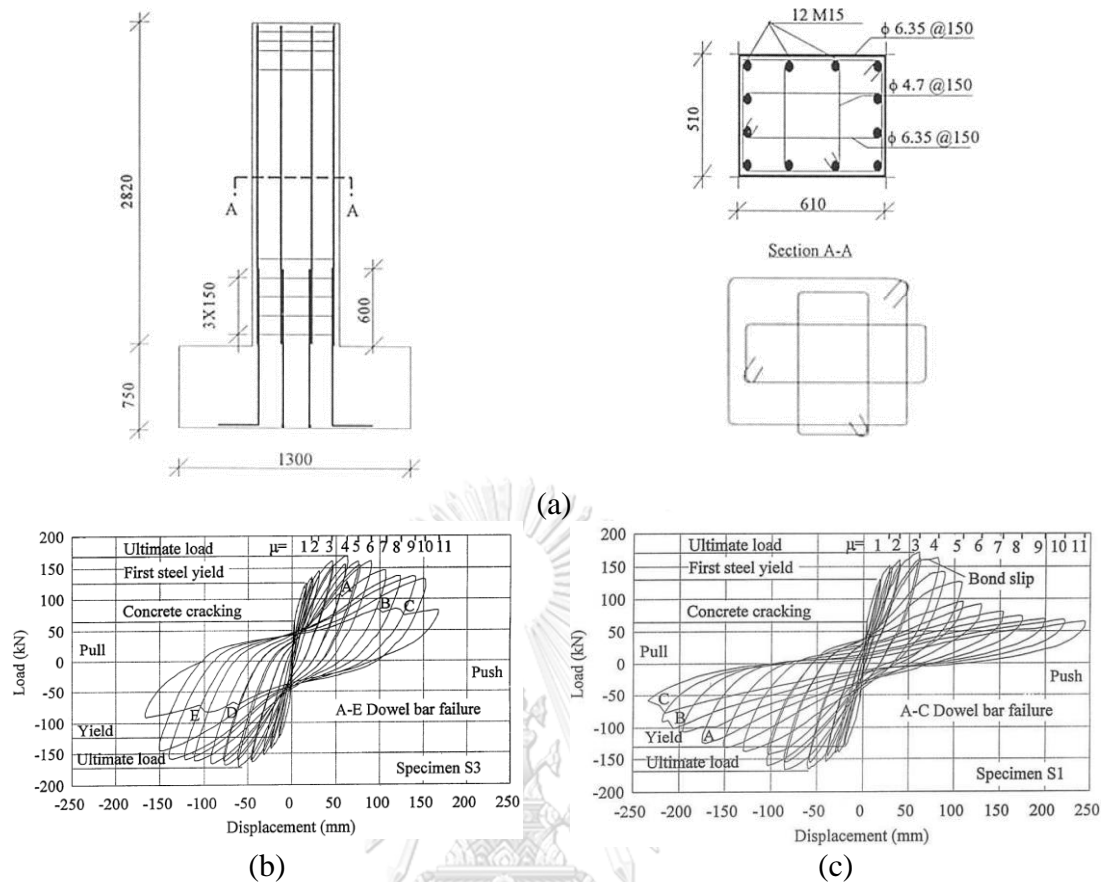 12 M15
ϕ 6.35 @150
ϕ 4.7 @150
ϕ 6.35 @150
510
610
Section A-A
2820
A
A
3X150
600
750
1300
(a)
Ultimate load
μ= 1 2 3 4 5 6 7 8 9 10 11
First steel yield
Concrete cracking
Pull
Push
A
B
C
D
E
A-E Dowel bar failure
Yield
Ultimate load
Specimen S3
Load (kN)
200
150
100
50
0
-50
-100
-150
-200
-250 -200 -150 -100 -50 0 50 100 150 200 250
Displacement (mm)
(b)
Ultimate load
μ= 1 2 3 4 5 6 7 8 9 10 11
First steel yield
Bond slip
Concrete cracking
Pull
Push
C
B
A
A-C Dowel bar failure
Yield
Ultimate load
Specimen S1
Load (kN)
200
150
100
50
0
-50
-100
-150
-200
-250 -200 -150 -100 -50 0 50 100 150 200 250
Displacement (mm)
(c)